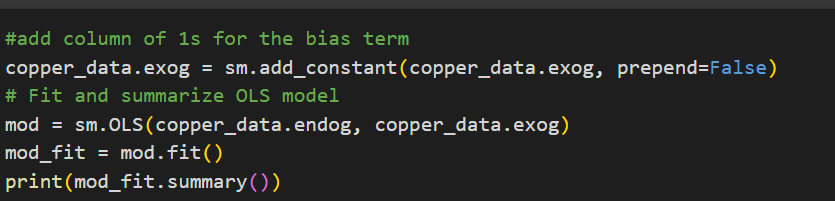 #add column of 1s for the bias term
copper_data.exog = sm.add_constant(copper_data.exog, prepend=False)
# Fit and summarize OLS model
mod = sm.OLS(copper_data.endog, copper_data.exog)
mod_fit = mod.fit()
print(mod_fit.summary())